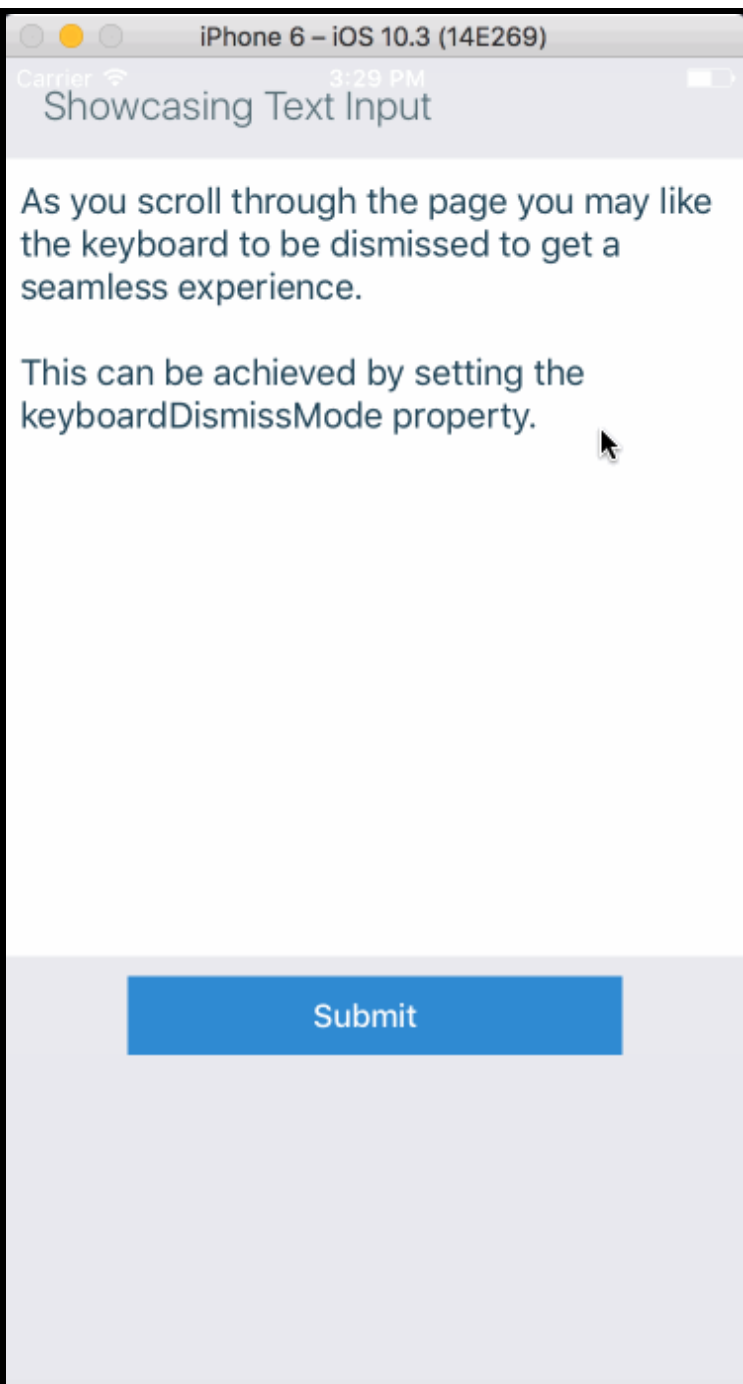 iPhone 6 – iOS 10.3 (14E269)
Carrier 3:29 PM
Showcasing Text Input
As you scroll through the page you may like
the keyboard to be dismissed to get a
seamless experience.
This can be achieved by setting the
keyboardDismissMode property.
Submit